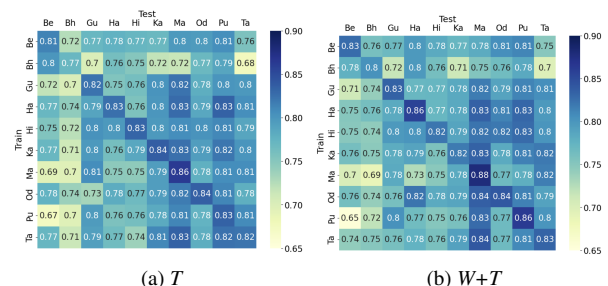 Test
Be Bh Gu Ha Hi Ka Ma Od Pu Ta
Train
Be 0.81 0.72 0.77 0.78 0.77 0.77 0.8 0.8 0.81 0.76
Bh 0.8 0.77 0.7 0.76 0.75 0.72 0.72 0.77 0.79 0.68
Gu 0.72 0.7 0.82 0.75 0.76 0.78 0.8 0.79 0.8 0.8
Ha 0.77 0.74 0.79 0.83 0.76 0.8 0.83 0.8 0.83 0.81
Hi 0.75 0.72 0.8 0.8 0.83 0.8 0.81 0.8 0.81 0.79
Ka 0.77 0.71 0.8 0.76 0.8 0.84 0.83 0.79 0.82 0.8
Ma 0.69 0.7 0.81 0.75 0.75 0.79 0.86 0.78 0.81 0.8
Od 0.78 0.74 0.73 0.78 0.77 0.79 0.82 0.84 0.81 0.78
Pu 0.67 0.7 0.8 0.76 0.76 0.78 0.81 0.78 0.83 0.81
Ta 0.77 0.71 0.79 0.77 0.74 0.81 0.83 0.78 0.82 0.82
0.90
0.85
0.80
0.75
0.70
0.65
(a) T
Test
Be Bh Gu Ha Hi Ka Ma Od Pu Ta
Train
Be 0.83 0.76 0.77 0.8 0.78 0.77 0.8 0.81 0.81 0.75
Bh 0.78 0.8 0.72 0.8 0.76 0.71 0.75 0.76 0.8 0.7
Gu 0.71 0.74 0.83 0.77 0.77 0.78 0.82 0.78 0.83 0.8
Ha 0.75 0.76 0.78 0.86 0.78 0.77 0.83 0.81 0.83 0.81
Hi 0.75 0.74 0.8 0.8 0.82 0.79 0.82 0.82 0.83 0.8
Ka 0.76 0.75 0.78 0.79 0.76 0.82 0.83 0.78 0.81 0.82
Ma 0.7 0.69 0.8 0.73 0.75 0.8 0.88 0.77 0.78 0.82
Od 0.76 0.74 0.76 0.82 0.77 0.78 0.84 0.84 0.81 0.79
Pu 0.65 0.72 0.8 0.77 0.75 0.76 0.83 0.77 0.86 0.8
Ta 0.74 0.75 0.76 0.78 0.76 0.79 0.84 0.77 0.81 0.83
0.90
0.85
0.80
0.75
0.70
0.65
(b) W+T